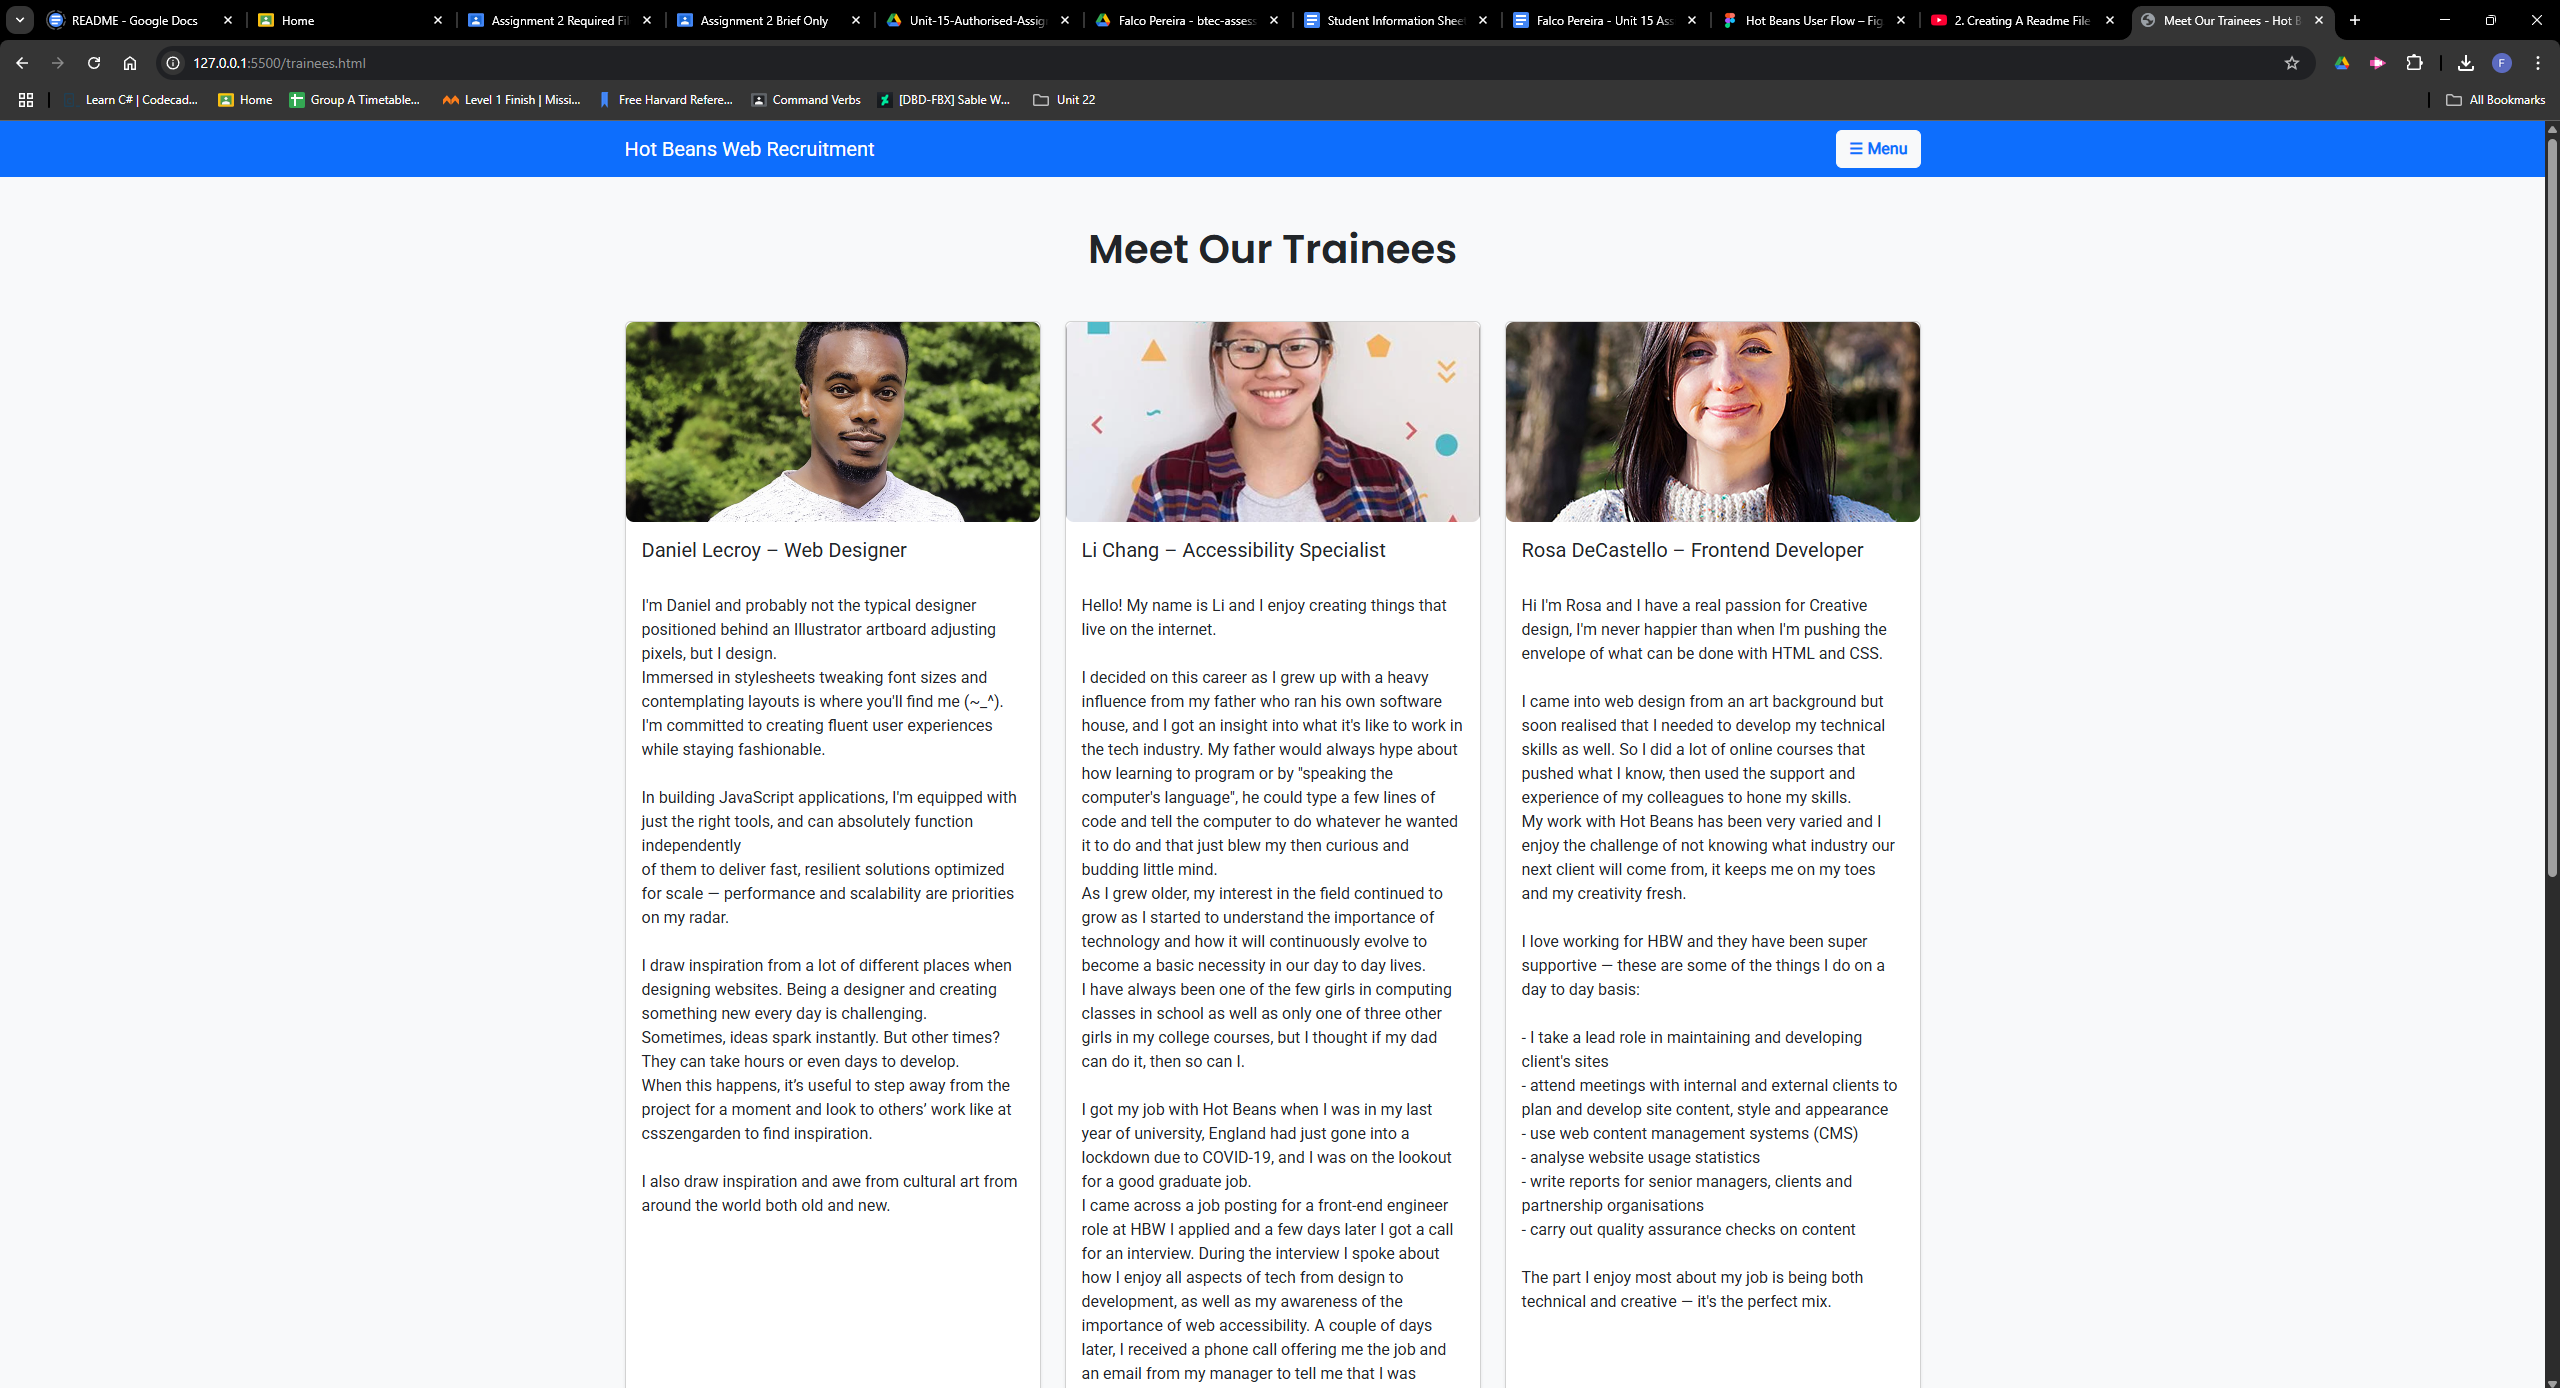 README - Google Docs
Home
Assignment 2 Required Fil
Assignment 2 Brief Only
Unit-15-Authorised-Assig
Falco Pereira - btec-assess
Student Information Shee
Falco Pereira - Unit 15 Ass
Hot Beans User Flow – Fig
2. Creating A Readme File
Meet Our Trainees - Hot B
127.0.0.1:5500/trainees.html
F
Learn C# | Codecad...
Home
Group A Timetable...
Level 1 Finish | Missi...
Free Harvard Refere...
Command Verbs
[DBD-FBX] Sable W...
Unit 22
All Bookmarks
Hot Beans Web Recruitment
☰ Menu
Meet Our Trainees
Daniel Lecroy – Web Designer
I'm Daniel and probably not the typical designer
positioned behind an Illustrator artboard adjusting
pixels, but I design.
Immersed in stylesheets tweaking font sizes and
contemplating layouts is where you'll find me (~_^).
I'm committed to creating fluent user experiences
while staying fashionable.
In building JavaScript applications, I'm equipped with
just the right tools, and can absolutely function
independently
of them to deliver fast, resilient solutions optimized
for scale — performance and scalability are priorities
on my radar.
I draw inspiration from a lot of different places when
designing websites. Being a designer and creating
something new every day is challenging.
Sometimes, ideas spark instantly. But other times?
They can take hours or even days to develop.
When this happens, it’s useful to step away from the
project for a moment and look to others’ work like at
csszengarden to find inspiration.
I also draw inspiration and awe from cultural art from
around the world both old and new.
Li Chang – Accessibility Specialist
Hello! My name is Li and I enjoy creating things that
live on the internet.
I decided on this career as I grew up with a heavy
influence from my father who ran his own software
house, and I got an insight into what it's like to work in
the tech industry. My father would always hype about
how learning to program or by "speaking the
computer's language", he could type a few lines of
code and tell the computer to do whatever he wanted
it to do and that just blew my then curious and
budding little mind.
As I grew older, my interest in the field continued to
grow as I started to understand the importance of
technology and how it will continuously evolve to
become a basic necessity in our day to day lives.
I have always been one of the few girls in computing
classes in school as well as only one of three other
girls in my college courses, but I thought if my dad
can do it, then so can I.
I got my job with Hot Beans when I was in my last
year of university, England had just gone into a
lockdown due to COVID-19, and I was on the lookout
for a good graduate job.
I came across a job posting for a front-end engineer
role at HBW I applied and a few days later I got a call
for an interview. During the interview I spoke about
how I enjoy all aspects of tech from design to
development, as well as my awareness of the
importance of web accessibility. A couple of days
later, I received a phone call offering me the job and
an email from my manager to tell me that I was
Rosa DeCastello – Frontend Developer
Hi I'm Rosa and I have a real passion for Creative
design, I'm never happier than when I'm pushing the
envelope of what can be done with HTML and CSS.
I came into web design from an art background but
soon realised that I needed to develop my technical
skills as well. So I did a lot of online courses that
pushed what I know, then used the support and
experience of my colleagues to hone my skills.
My work with Hot Beans has been very varied and I
enjoy the challenge of not knowing what industry our
next client will come from, it keeps me on my toes
and my creativity fresh.
I love working for HBW and they have been super
supportive — these are some of the things I do on a
day to day basis:
- I take a lead role in maintaining and developing
client's sites
- attend meetings with internal and external clients to
plan and develop site content, style and appearance
- use web content management systems (CMS)
- analyse website usage statistics
- write reports for senior managers, clients and
partnership organisations
- carry out quality assurance checks on content
The part I enjoy most about my job is being both
technical and creative — it's the perfect mix.